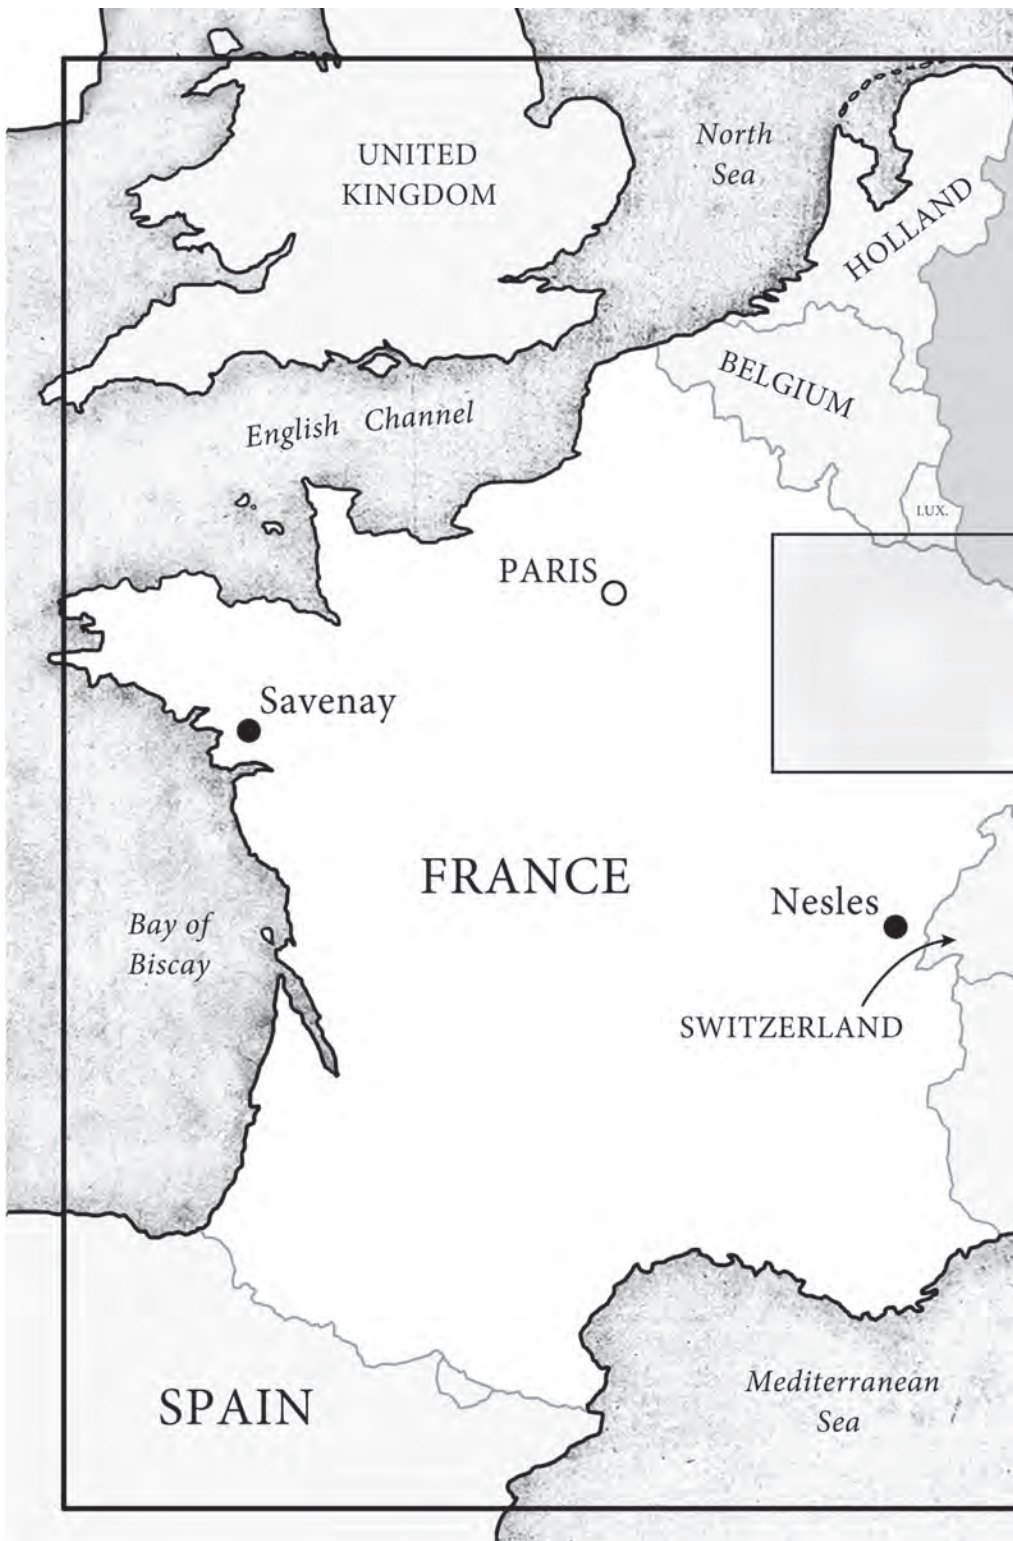 North
Sea
UNITED
KINGDOM
HOLLAND
BELGIUM
English Channel
LUX.
PARIS
Savenay
FRANCE
Nesles
Bay of
Biscay
SWITZERLAND
Mediterranean
Sea
SPAIN